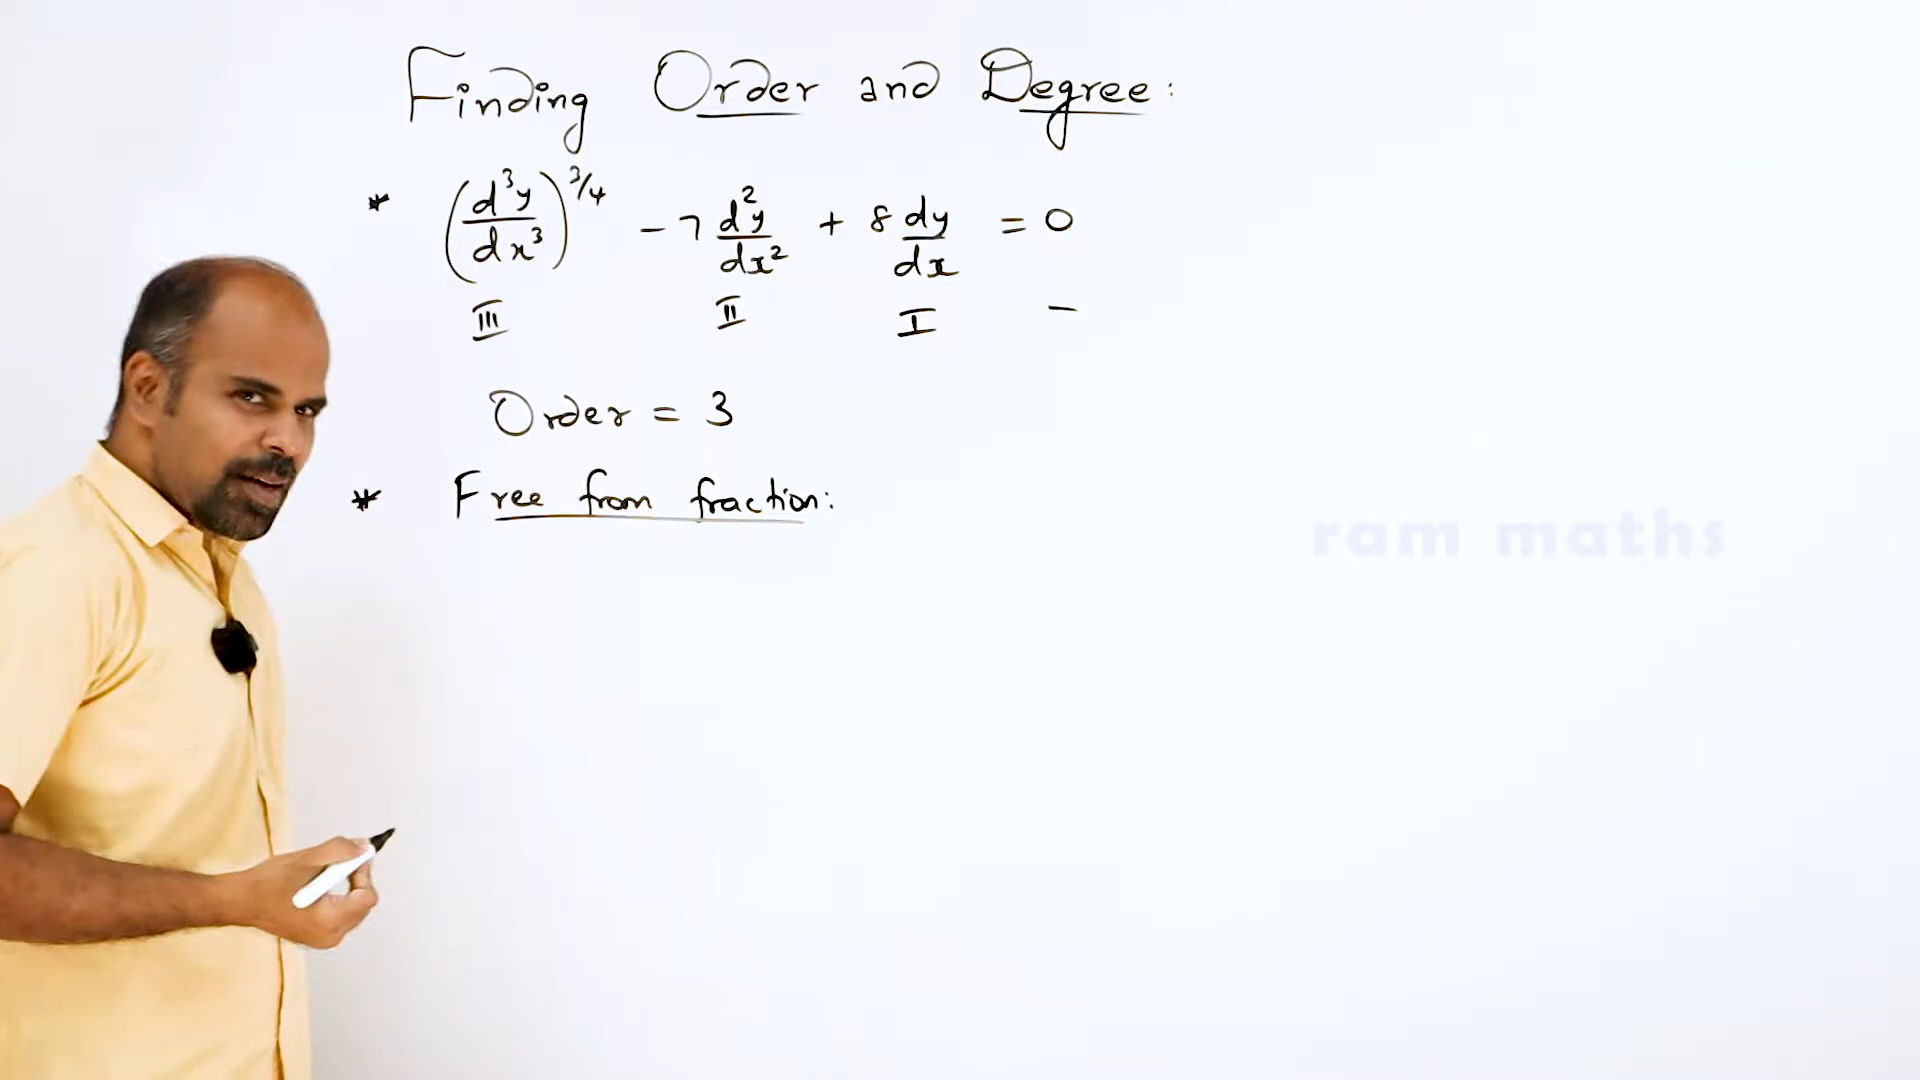 Finding Order and Degree:
* (d³y/dx³)^3/4 - 7 d²y/dx² + 8 dy/dx = 0
III II I –
Order = 3
* Free from fraction:
ram maths